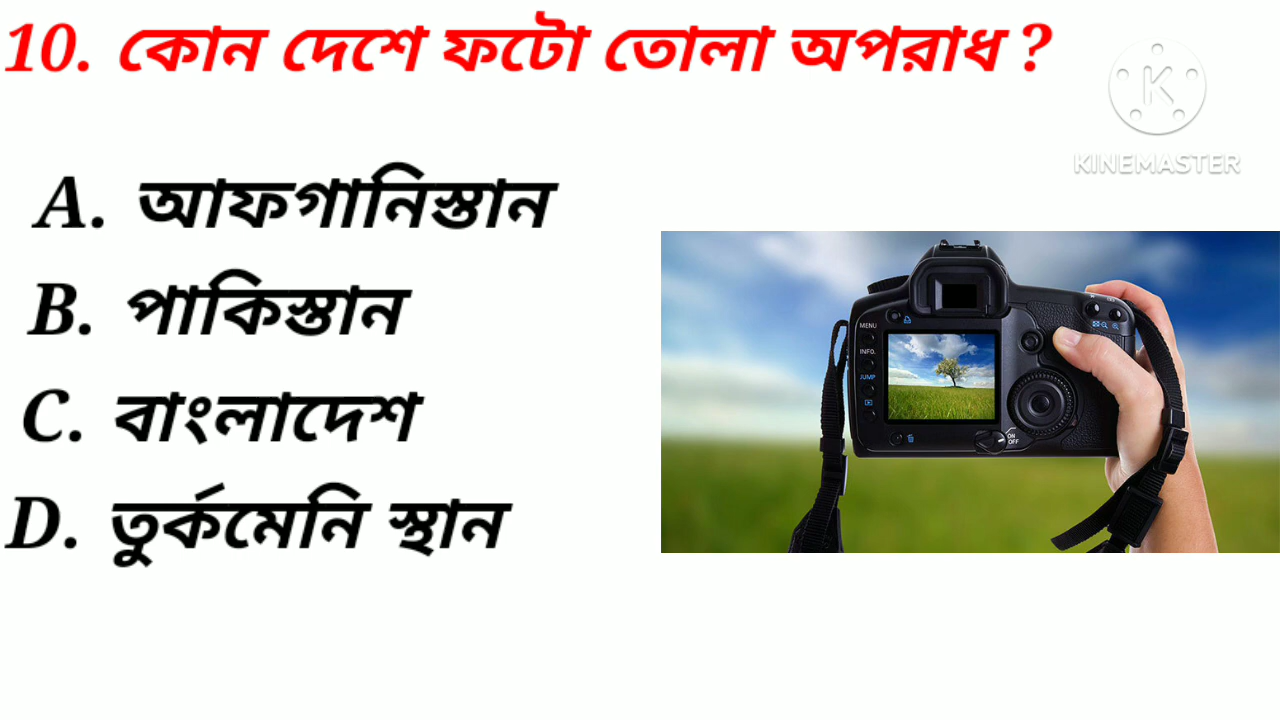 10. কোন দেশে ফটো তোলা অপরাধ ?
A. আফগানিস্তান
B. পাকিস্তান
C. বাংলাদেশ
D. তুর্কমেনি স্থান
K
KINEMASTER
MENU
INFO.
JUMP
ON
OFF